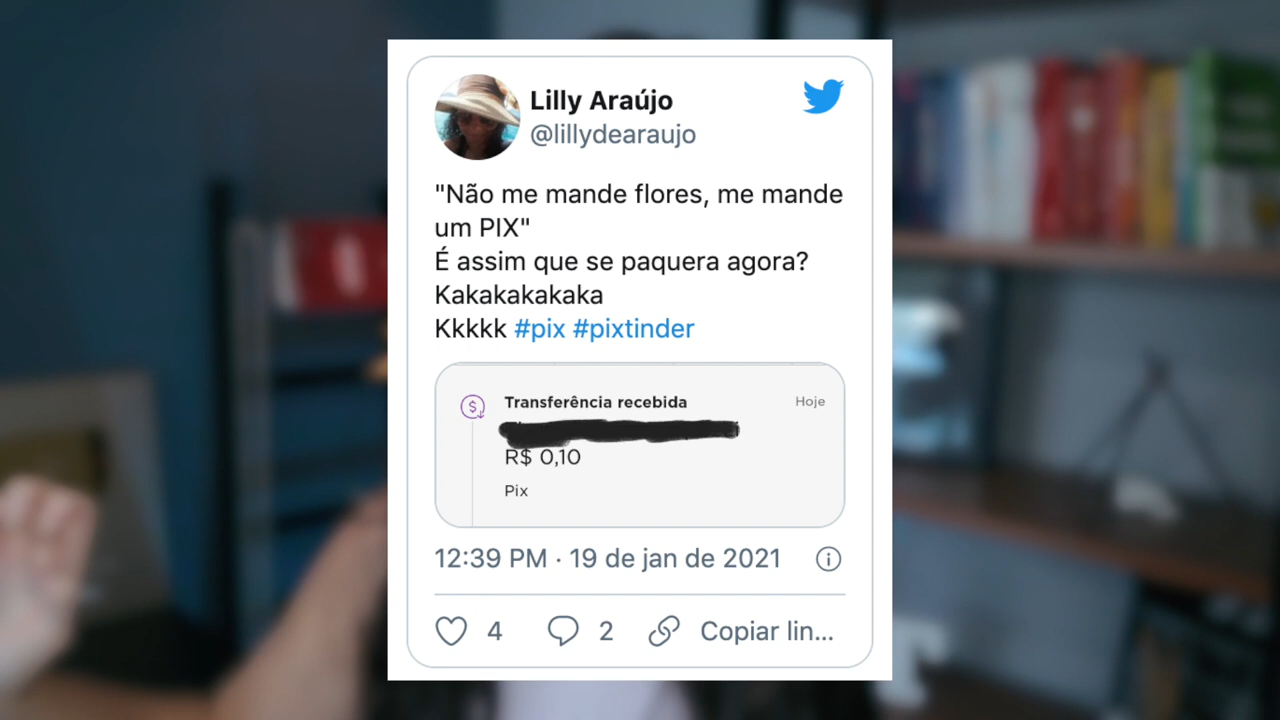 Lilly Araújo
@lillydearaujo
"Não me mande flores, me mande
um PIX"
É assim que se paquera agora?
Kakakakakaka
Kkkkk #pix #pixtinder
Transferência recebida
Hoje
R$ 0,10
Pix
12:39 PM · 19 de jan de 2021
4
2
Copiar lin...